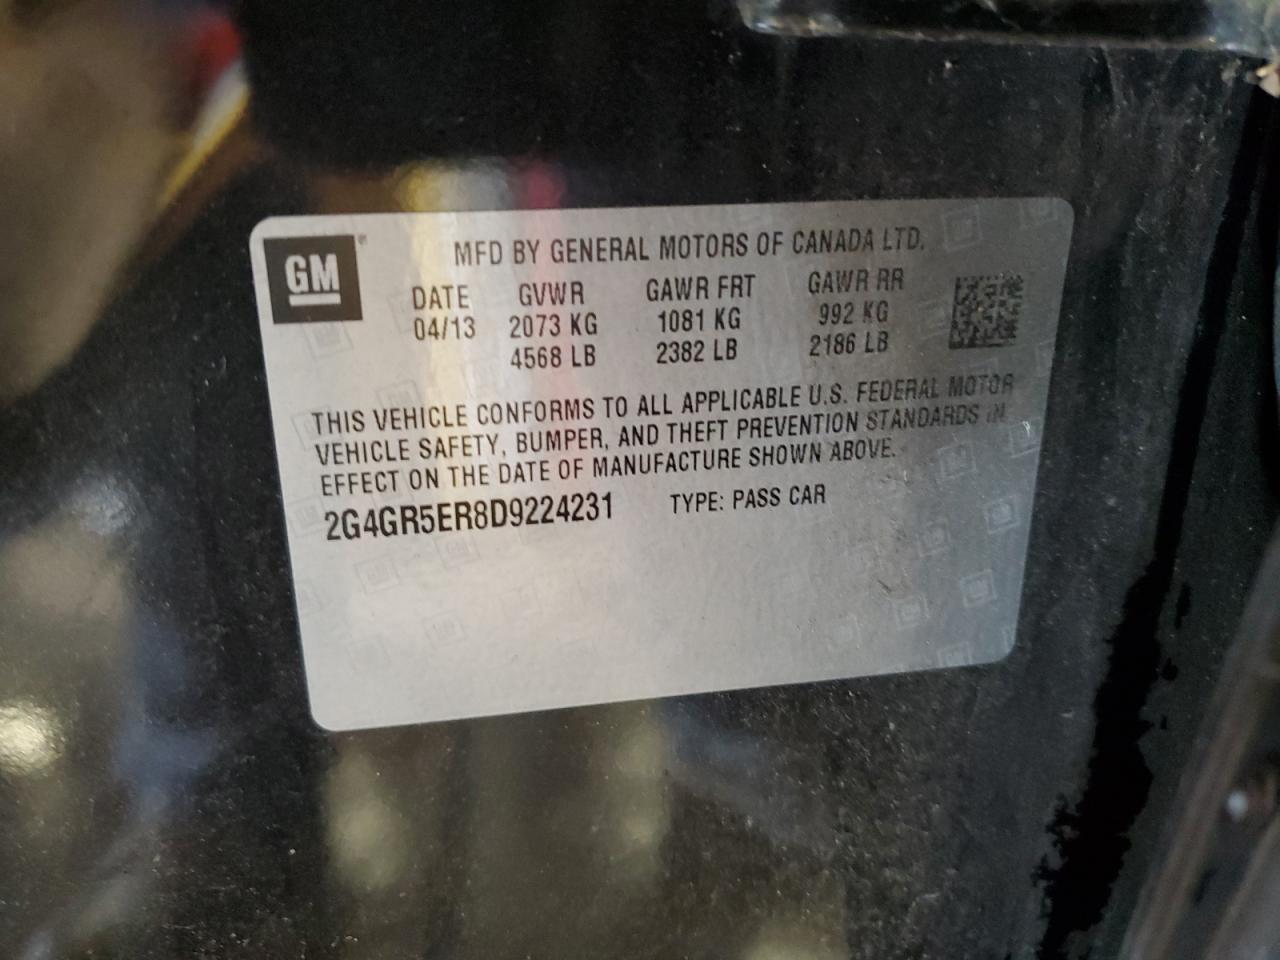 GM
MFD BY GENERAL MOTORS OF CANADA LTD.
DATE GVWR GAWR FRT GAWR RR
04/13 2073 KG 1081 KG 992 KG
4568 LB 2382 LB 2186 LB
THIS VEHICLE CONFORMS TO ALL APPLICABLE U.S. FEDERAL MOTOR
VEHICLE SAFETY, BUMPER, AND THEFT PREVENTION STANDARDS IN
EFFECT ON THE DATE OF MANUFACTURE SHOWN ABOVE.
2G4GR5ER8D9224231 TYPE: PASS CAR